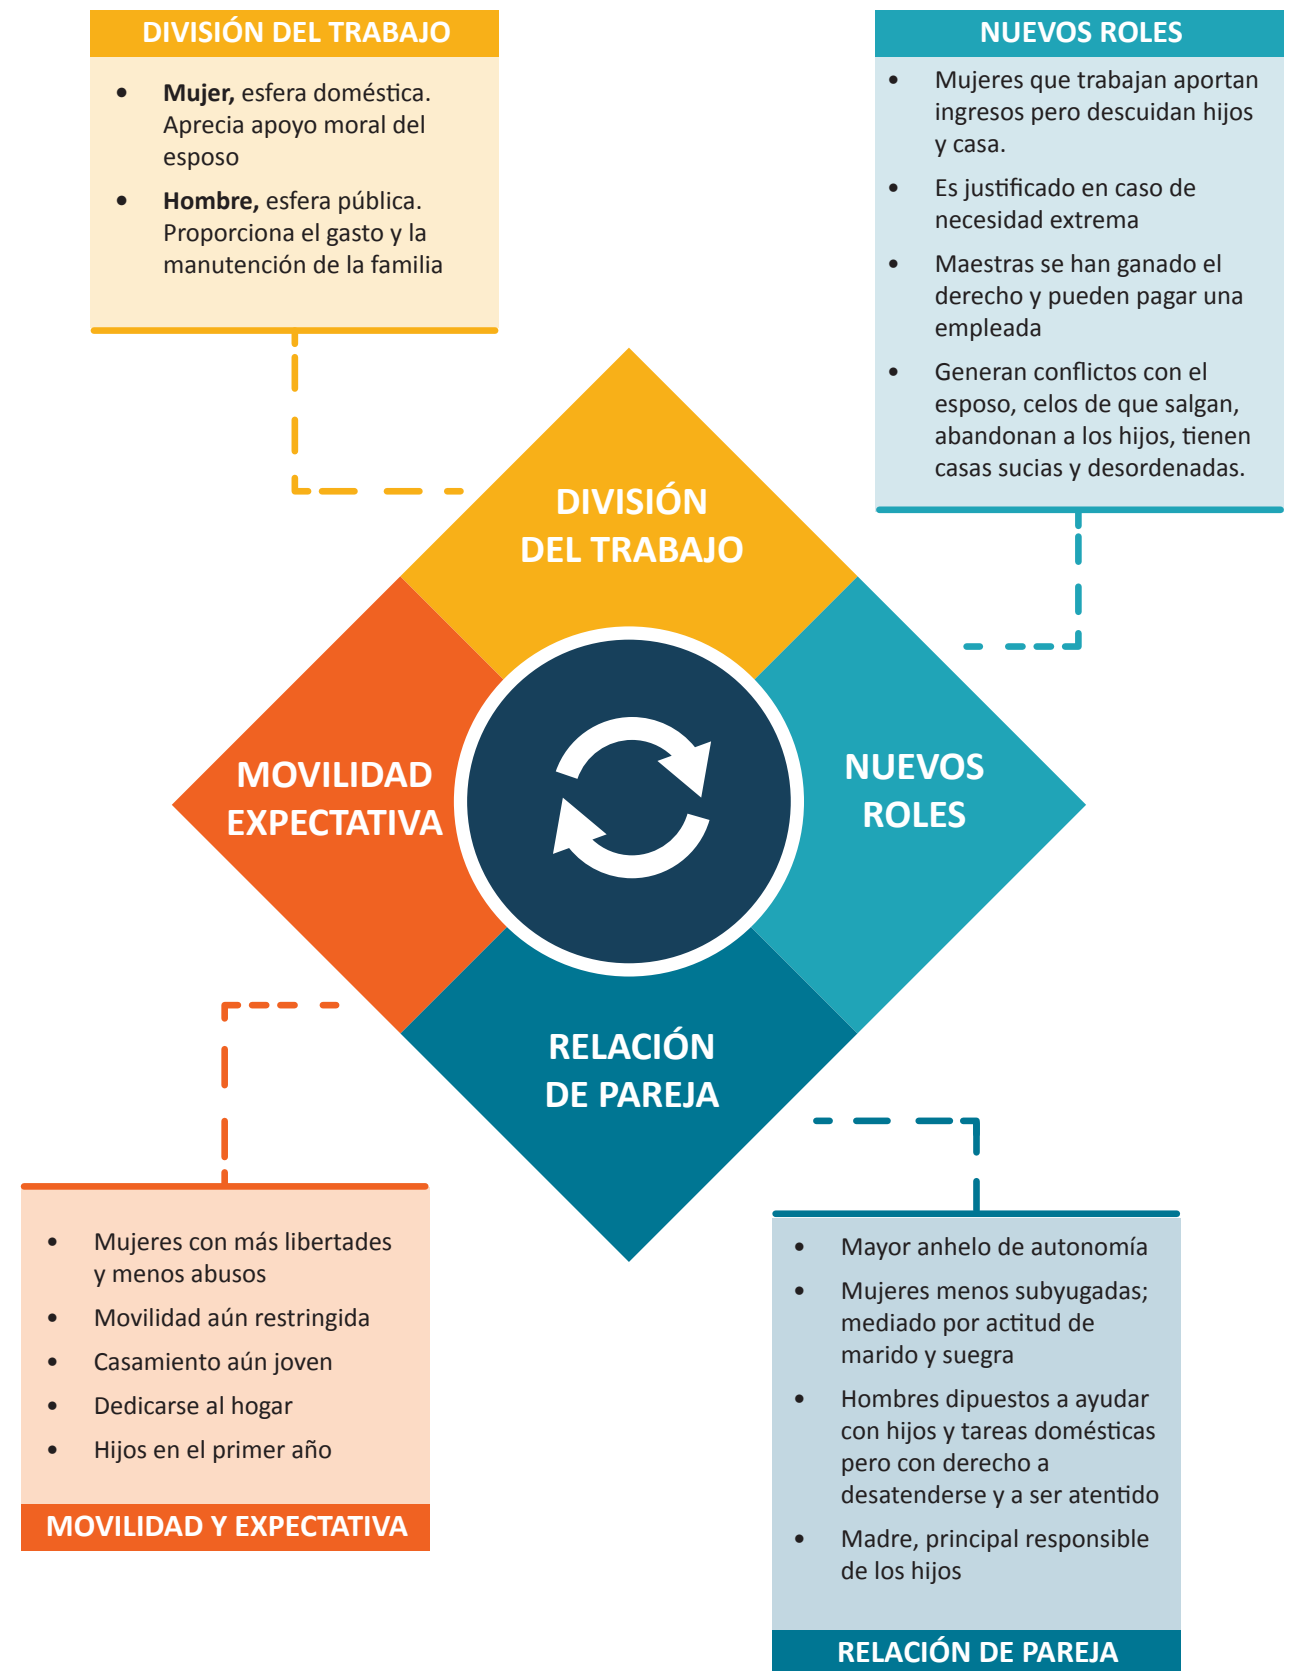 DIVISIÓN DEL TRABAJO
• Mujer, esfera doméstica.
Aprecia apoyo moral del
esposo
• Hombre, esfera pública.
Proporciona el gasto y la
manutención de la familia
NUEVOS ROLES
• Mujeres que trabajan aportan
ingresos pero descuidan hijos
y casa.
• Es justificado en caso de
necesidad extrema
• Maestras se han ganado el
derecho y pueden pagar una
empleada
• Generan conflictos con el
esposo, celos de que salgan,
abandonan a los hijos, tienen
casas sucias y desordenadas.
DIVISIÓN
DEL TRABAJO
MOVILIDAD
EXPECTATIVA
NUEVOS
ROLES
RELACIÓN
DE PAREJA
• Mujeres con más libertades
y menos abusos
• Movilidad aún restringida
• Casamiento aún joven
• Dedicarse al hogar
• Hijos en el primer año
MOVILIDAD Y EXPECTATIVA
• Mayor anhelo de autonomía
• Mujeres menos subyugadas;
mediado por actitud de
marido y suegra
• Hombres dipuestos a ayudar
con hijos y tareas domésticas
pero con derecho a
desatenderse y a ser atentido
• Madre, principal responsible
de los hijos
RELACIÓN DE PAREJA